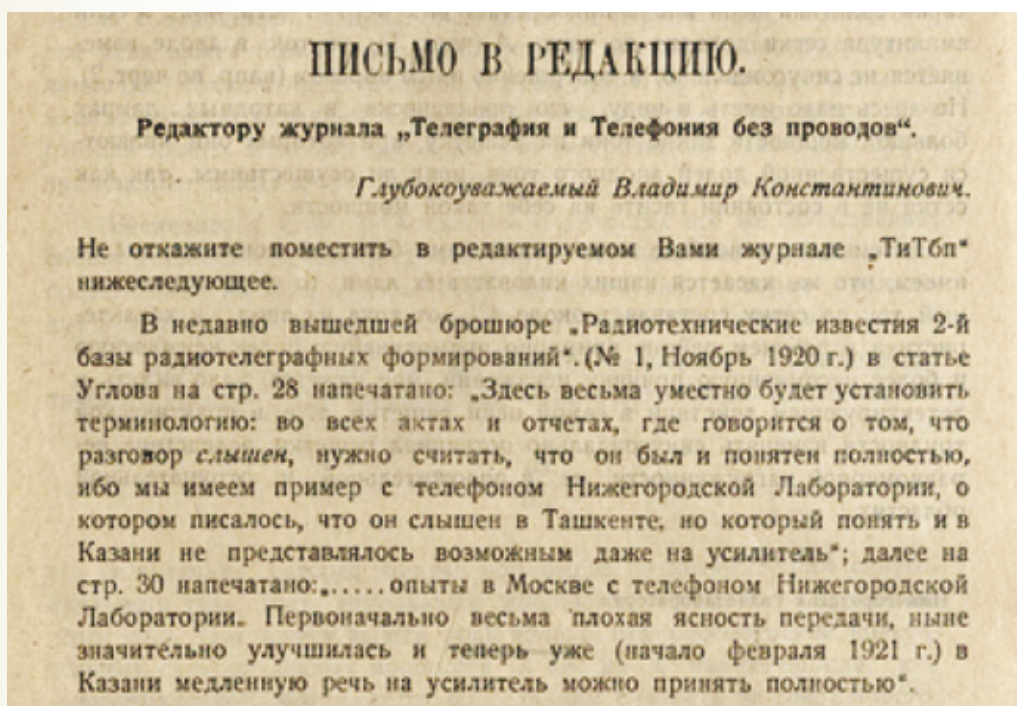 ПИСЬМО В РЕДАКЦИЮ.
Редактору журнала „Телеграфия и Телефония без проводов“.
Глубокоуважаемый Владимир Константинович.
Не откажите поместить в редактируемом Вами журнале „ТиТбп“
нижеследующее.
В недавно вышедшей брошюре „Радиотехнические известия 2-й
базы радиотелеграфных формирований“. (№ 1, Ноябрь 1920 г.) в статье
Углова на стр. 28 напечатано: „Здесь весьма уместно будет установить
терминологию: во всех актах и отчетах, где говорится о том, что
разговор слышен, нужно считать, что он был и понятен полностью,
ибо мы имеем пример с телефоном Нижегородской Лаборатории, о
котором писалось, что он слышен в Ташкенте, но который понять и в
Казани не представлялось возможным даже на усилитель“; далее на
стр. 30 напечатано:„.....опыты в Москве с телефоном Нижегородской
Лаборатории. Первоначально весьма плохая ясность передачи, ныне
значительно улучшилась и теперь уже (начало февраля 1921 г.) в
Казани медленную речь на усилитель можно принять полностью“.